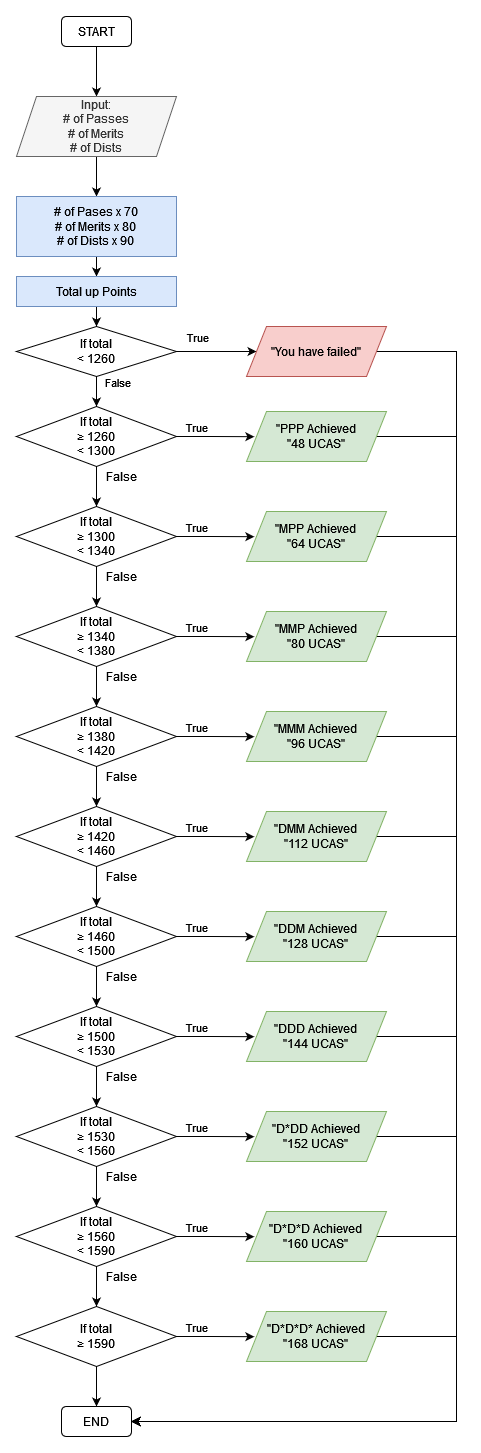 START
Input:
# of Passes
# of Merits
# of Dists
# of Pases x 70
# of Merits x 80
# of Dists x 90
Total up Points
If total
< 1260
True
"You have failed"
False
If total
≥ 1260
< 1300
True
"PPP Achieved
"48 UCAS"
False
If total
≥ 1300
< 1340
True
"MPP Achieved
"64 UCAS"
False
If total
≥ 1340
< 1380
True
"MMP Achieved
"80 UCAS"
False
If total
≥ 1380
< 1420
True
"MMM Achieved
"96 UCAS"
False
If total
≥ 1420
< 1460
True
"DMM Achieved
"112 UCAS"
False
If total
≥ 1460
< 1500
True
"DDM Achieved
"128 UCAS"
False
If total
≥ 1500
< 1530
True
"DDD Achieved
"144 UCAS"
False
If total
≥ 1530
< 1560
True
"D*DD Achieved
"152 UCAS"
False
If total
≥ 1560
< 1590
True
"D*D*D Achieved
"160 UCAS"
False
If total
≥ 1590
True
"D*D*D* Achieved
"168 UCAS"
END